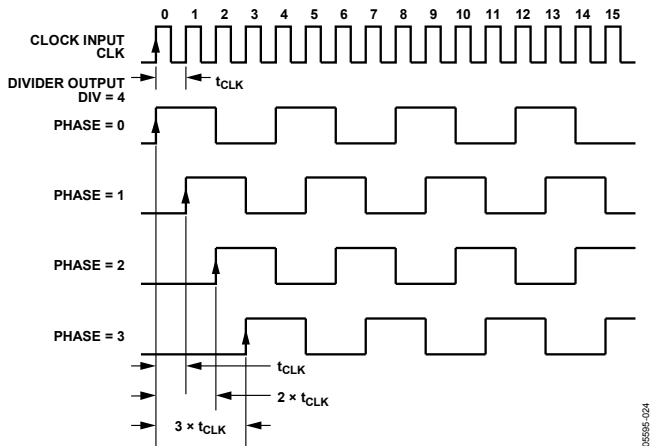 0 1 2 3 4 5 6 7 8 9 10 11 12 13 14 15
CLOCK INPUT
CLK
tCLK
DIVIDER OUTPUT
DIV = 4
PHASE = 0
PHASE = 1
PHASE = 2
PHASE = 3
tCLK
2 × tCLK
3 × tCLK
05595-024